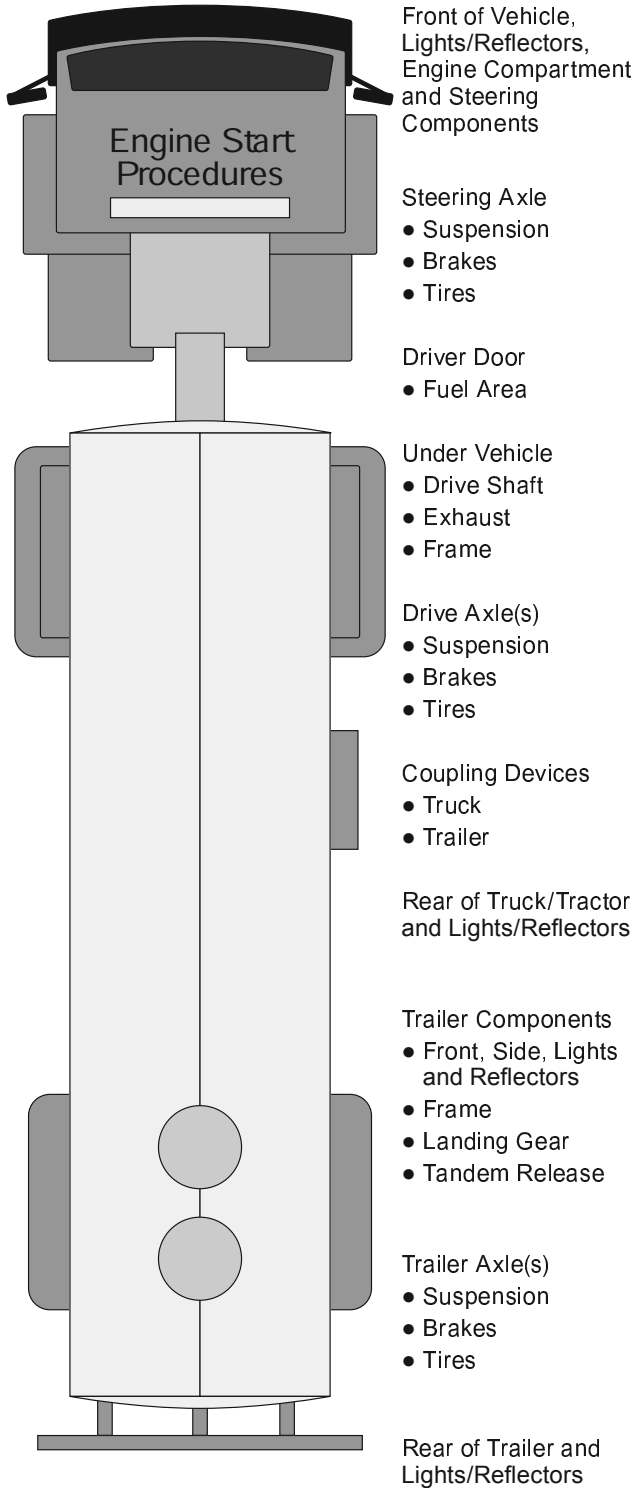 Front of Vehicle,
Lights/Reflectors,
Engine Compartment
and Steering
Components
Engine Start
Procedures
Steering Axle
● Suspension
● Brakes
● Tires
Driver Door
● Fuel Area
Under Vehicle
● Drive Shaft
● Exhaust
● Frame
Drive Axle(s)
● Suspension
● Brakes
● Tires
Coupling Devices
● Truck
● Trailer
Rear of Truck/Tractor
and Lights/Reflectors
Trailer Components
● Front, Side, Lights
and Reflectors
● Frame
● Landing Gear
● Tandem Release
Trailer Axle(s)
● Suspension
● Brakes
● Tires
Rear of Trailer and
Lights/Reflectors